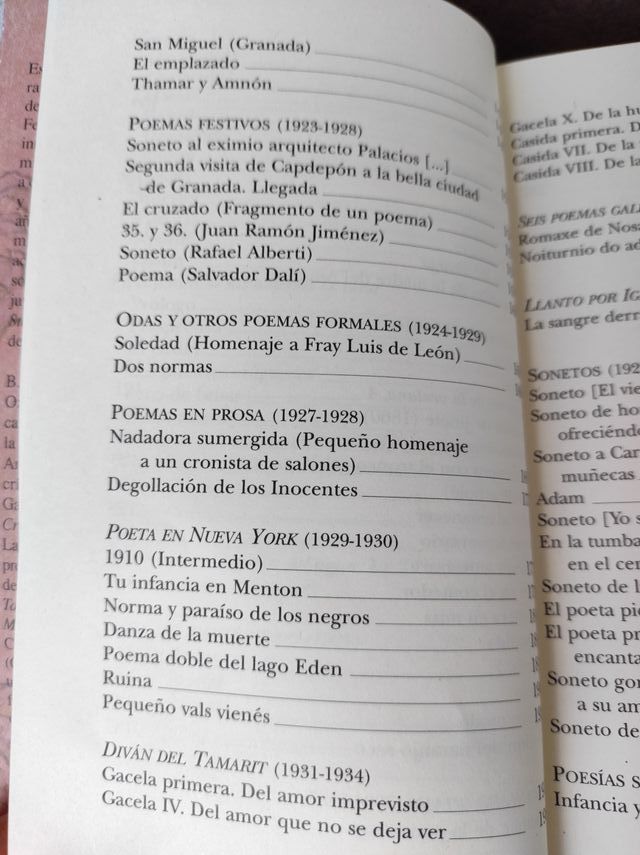 San Miguel (Granada)
El emplazado
Thamar y Amnón
POEMAS FESTIVOS (1923-1928)
Soneto al eximio arquitecto Palacios [...]
Segunda visita de Capdepón a la bella ciudad
de Granada. Llegada
El cruzado (Fragmento de un poema)
35. y 36. (Juan Ramón Jiménez)
Soneto (Rafael Alberti)
Poema (Salvador Dalí)
ODAS Y OTROS POEMAS FORMALES (1924-1929)
Soledad (Homenaje a Fray Luis de León)
Dos normas
POEMAS EN PROSA (1927-1928)
Nadadora sumergida (Pequeño homenaje
a un cronista de salones)
Degollación de los Inocentes
POETA EN NUEVA YORK (1929-1930)
1910 (Intermedio)
Tu infancia en Menton
Norma y paraíso de los negros
Danza de la muerte
Poema doble del lago Eden
Ruina
Pequeño vals vienés
DIVÁN DEL TAMARIT (1931-1934)
Gacela primera. Del amor imprevisto
Gacela IV. Del amor que no se deja ver
Gacela X. De la
Casida primera. D
Casida VII. De la
Casida VIII. De la
SEIS POEMAS
Romaxe de
Noiturnio do
LLANTO POR
La sangre
SONETOS (192
Soneto [El
Soneto de
Soneto a
muñecas
Adam
Soneto [Yo s
En la tumba
en el
Soneto de l
El poeta
El poeta
encanta
Soneto
a su am
Soneto de
POESÍAS S
Infancia y